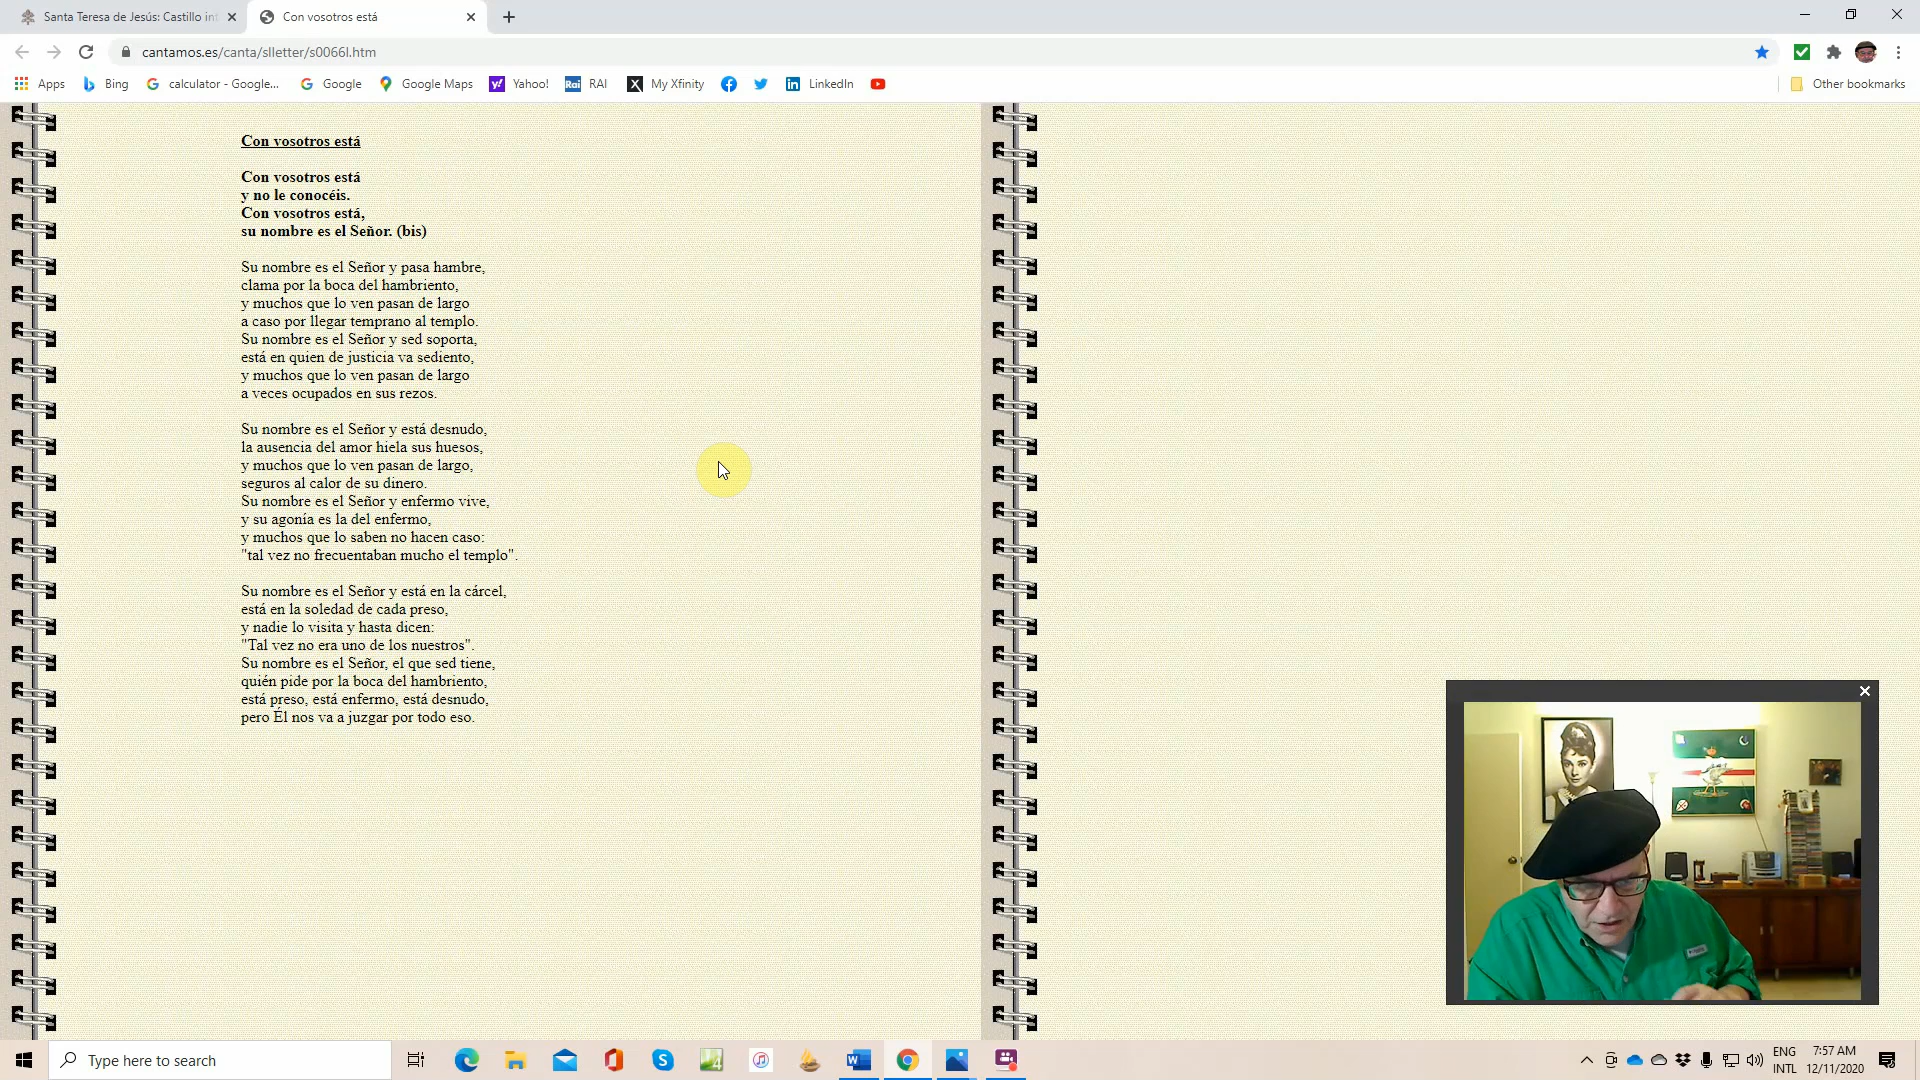 Santa Teresa de Jesús: Castillo int
Con vosotros está
cantamos.es/canta/slletter/s0066l.htm
Apps
Bing
calculator - Google...
Google
Google Maps
Yahoo!
RAI
My Xfinity
LinkedIn
Other bookmarks
Con vosotros está
Con vosotros está
y no le conocéis.
Con vosotros está,
su nombre es el Señor. (bis)
Su nombre es el Señor y pasa hambre,
clama por la boca del hambriento,
y muchos que lo ven pasan de largo
a caso por llegar temprano al templo.
Su nombre es el Señor y sed soporta,
está en quien de justicia va sediento,
y muchos que lo ven pasan de largo
a veces ocupados en sus rezos.
Su nombre es el Señor y está desnudo,
la ausencia del amor hiela sus huesos,
y muchos que lo ven pasan de largo,
seguros al calor de su dinero.
Su nombre es el Señor y enfermo vive,
y su agonía es la del enfermo,
y muchos que lo saben no hacen caso:
"tal vez no frecuentaban mucho el templo".
Su nombre es el Señor y está en la cárcel,
está en la soledad de cada preso,
y nadie lo visita y hasta dicen:
"Tal vez no era uno de los nuestros".
Su nombre es el Señor, el que sed tiene,
quién pide por la boca del hambriento,
está preso, está enfermo, está desnudo,
pero Él nos va a juzgar por todo eso.
Type here to search
ENG
INTL
7:57 AM
12/11/2020